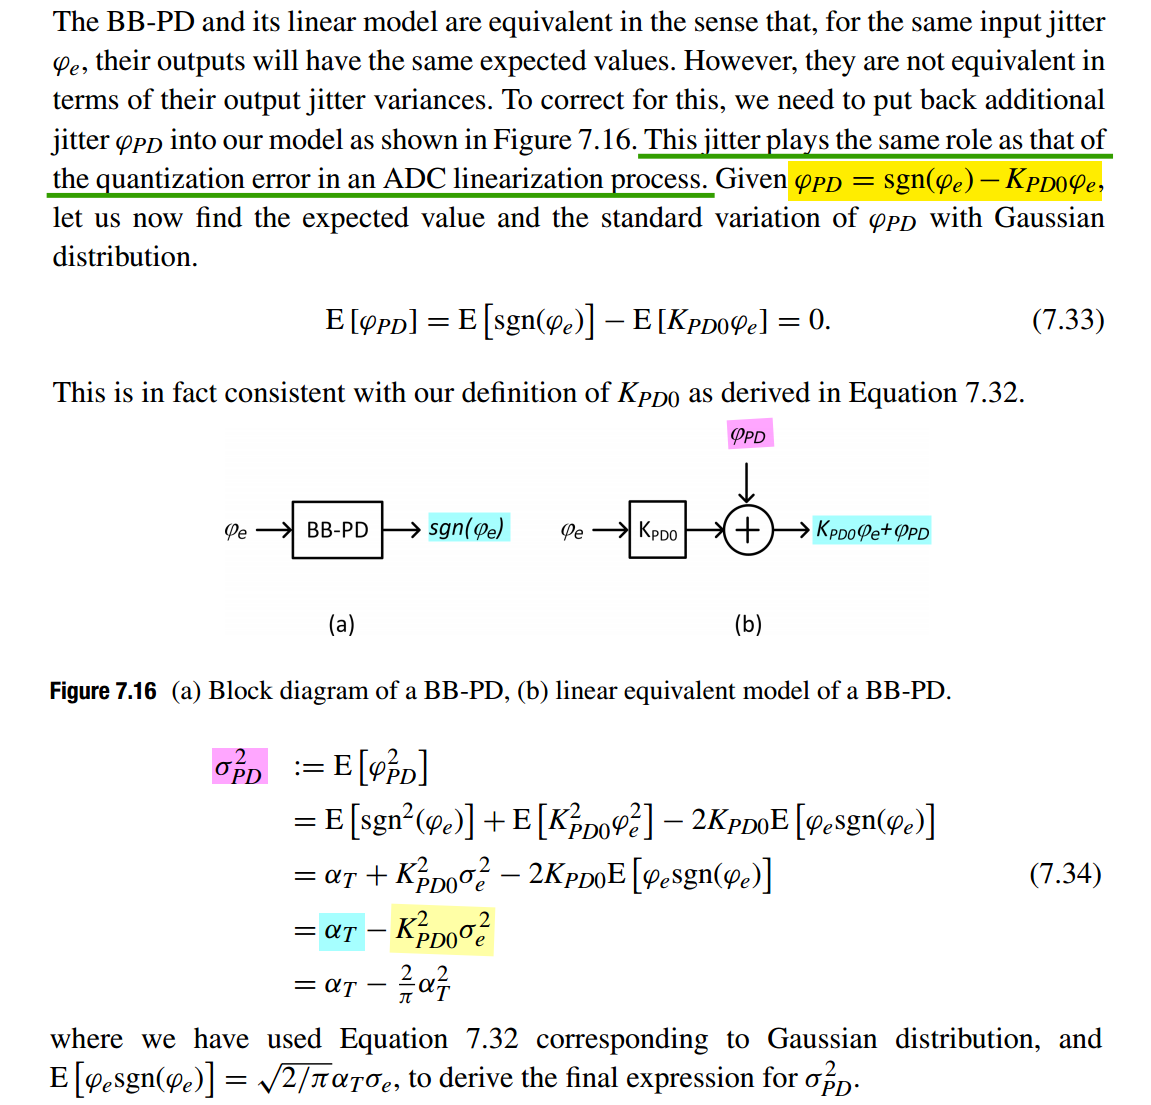 The BB-PD and its linear model are equivalent in the sense that, for the same input jitter
φe, their outputs will have the same expected values. However, they are not equivalent in
terms of their output jitter variances. To correct for this, we need to put back additional
jitter φPD into our model as shown in Figure 7.16. This jitter plays the same role as that of
the quantization error in an ADC linearization process. Given φPD = sgn(φe) − KPD0φe,
let us now find the expected value and the standard variation of φPD with Gaussian
distribution.
E [φPD] = E [sgn(φe)] − E [KPD0φe] = 0. (7.33)
This is in fact consistent with our definition of KPD0 as derived in Equation 7.32.
φPD
φe BB-PD sgn(φe) φe KPD0 + KPD0φe+φPD
(a) (b)
Figure 7.16 (a) Block diagram of a BB-PD, (b) linear equivalent model of a BB-PD.
σ²PD := E [φ²PD]
= E [sgn²(φe)] + E [K²PD0φ²e] − 2KPD0E [φesgn(φe)]
= αT + K²PD0σ²e − 2KPD0E [φesgn(φe)] (7.34)
= αT − K²PD0σ²e
= αT − 2/π α²T
where we have used Equation 7.32 corresponding to Gaussian distribution, and
E [φesgn(φe)] = √2/π αTσe, to derive the final expression for σ²PD.